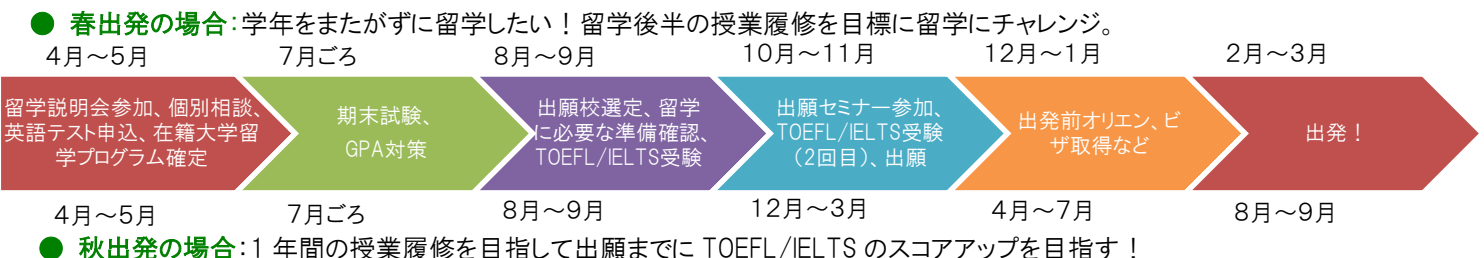 ● 春出発の場合:学年をまたがずに留学したい!留学後半の授業履修を目標に留学にチャレンジ。
4月~5月
7月ごろ
8月~9月
10月~11月
12月~1月
2月~3月
留学説明会参加、個別相談、
英語テスト申込、在籍大学留
学プログラム確定
期末試験、
GPA対策
出願校選定、留学
に必要な準備確認、
TOEFL/IELTS受験
出願セミナー参加、
TOEFL/IELTS受験
(2回目)、出願
出発前オリエン、ビ
ザ取得など
出発!
4月~5月
7月ごろ
8月~9月
12月~3月
4月~7月
8月~9月
● 秋出発の場合:1 年間の授業履修を目指して出願までに TOEFL/IELTS のスコアアップを目指す!